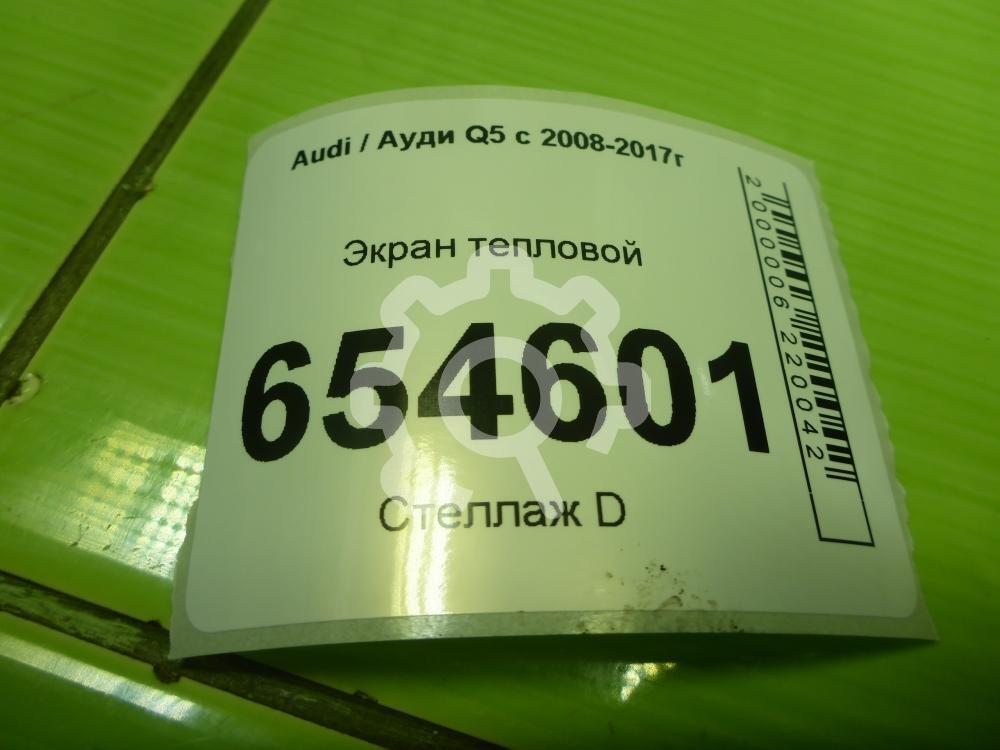 Audi / Ауди Q5 с 2008-2017г
Экран тепловой
654601
Стеллаж D
2000006220042